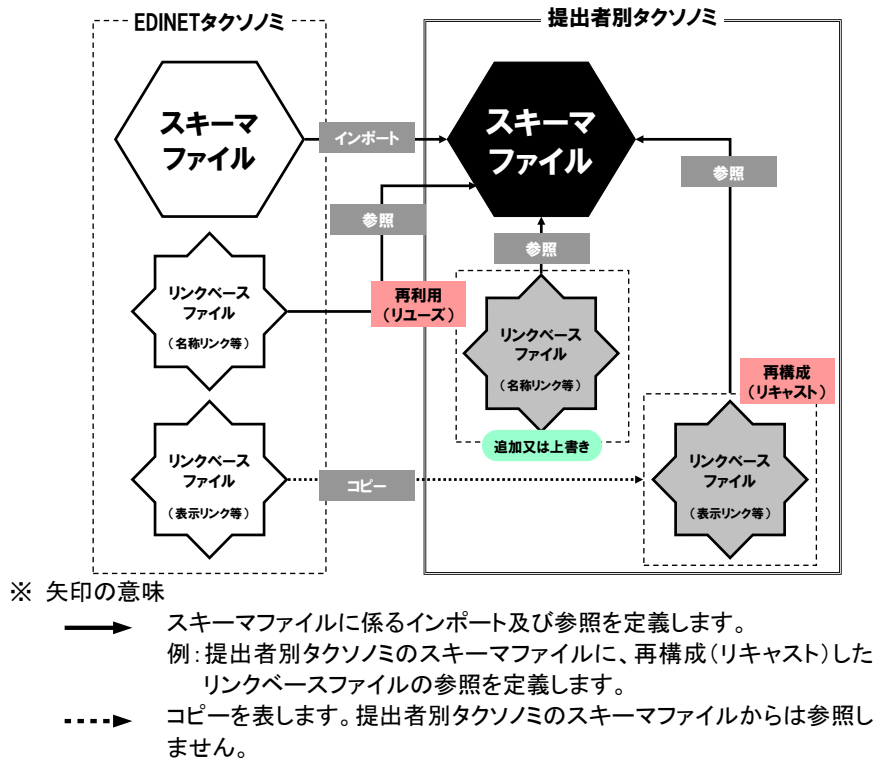 EDINETタクソノミ
提出者別タクソノミ
スキーマ
ファイル
インポート
スキーマ
ファイル
参照
参照
参照
リンクベース
ファイル
（名称リンク等）
再利用
（リユーズ）
リンクベース
ファイル
（名称リンク等）
追加又は上書き
再構成
（リキャスト）
リンクベース
ファイル
（表示リンク等）
コピー
リンクベース
ファイル
（表示リンク等）
※ 矢印の意味
スキーマファイルに係るインポート及び参照を定義します。
例：提出者別タクソノミのスキーマファイルに、再構成（リキャスト）した
リンクベースファイルの参照を定義します。
コピーを表します。提出者別タクソノミのスキーマファイルからは参照し
ません。